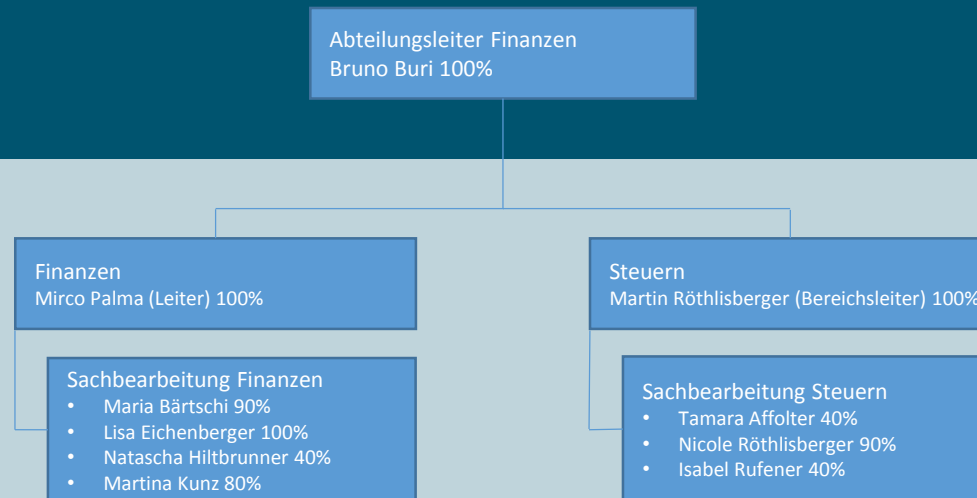 Abteilungsleiter Finanzen
Bruno Buri 100%
Finanzen
Mirco Palma (Leiter) 100%
Sachbearbeitung Finanzen
• Maria Bärtschi 90%
• Lisa Eichenberger 100%
• Natascha Hiltbrunner 40%
• Martina Kunz 80%
Steuern
Martin Röthlisberger (Bereichsleiter) 100%
Sachbearbeitung Steuern
• Tamara Affolter 40%
• Nicole Röthlisberger 90%
• Isabel Rufener 40%